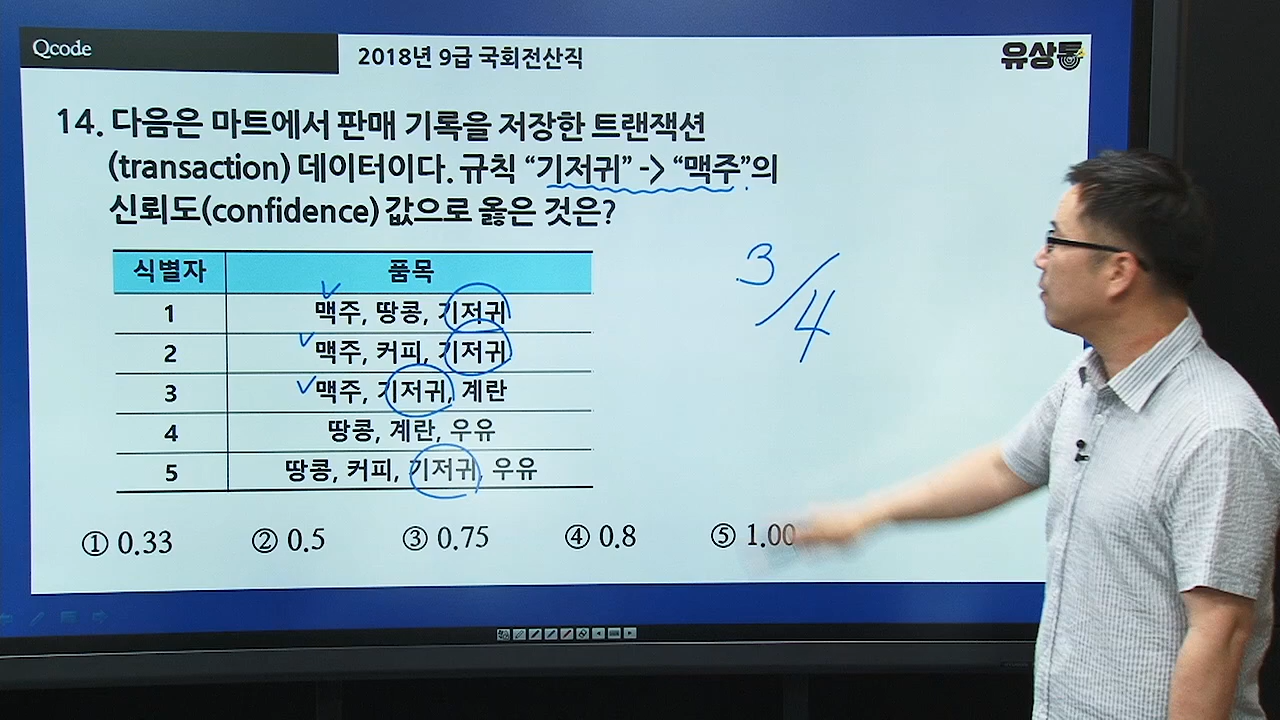 Qcode
2018년 9급 국회전산직
유상통
14. 다음은 마트에서 판매 기록을 저장한 트랜잭션
(transaction) 데이터이다. 규칙 “기저귀” -> “맥주”의
신뢰도(confidence) 값으로 옳은 것은?
식별자 품목
1 맥주, 땅콩, 기저귀
2 맥주, 커피, 기저귀
3 맥주, 기저귀, 계란
4 땅콩, 계란, 우유
5 땅콩, 커피, 기저귀, 우유
3/4
① 0.33 ② 0.5 ③ 0.75 ④ 0.8 ⑤ 1.00